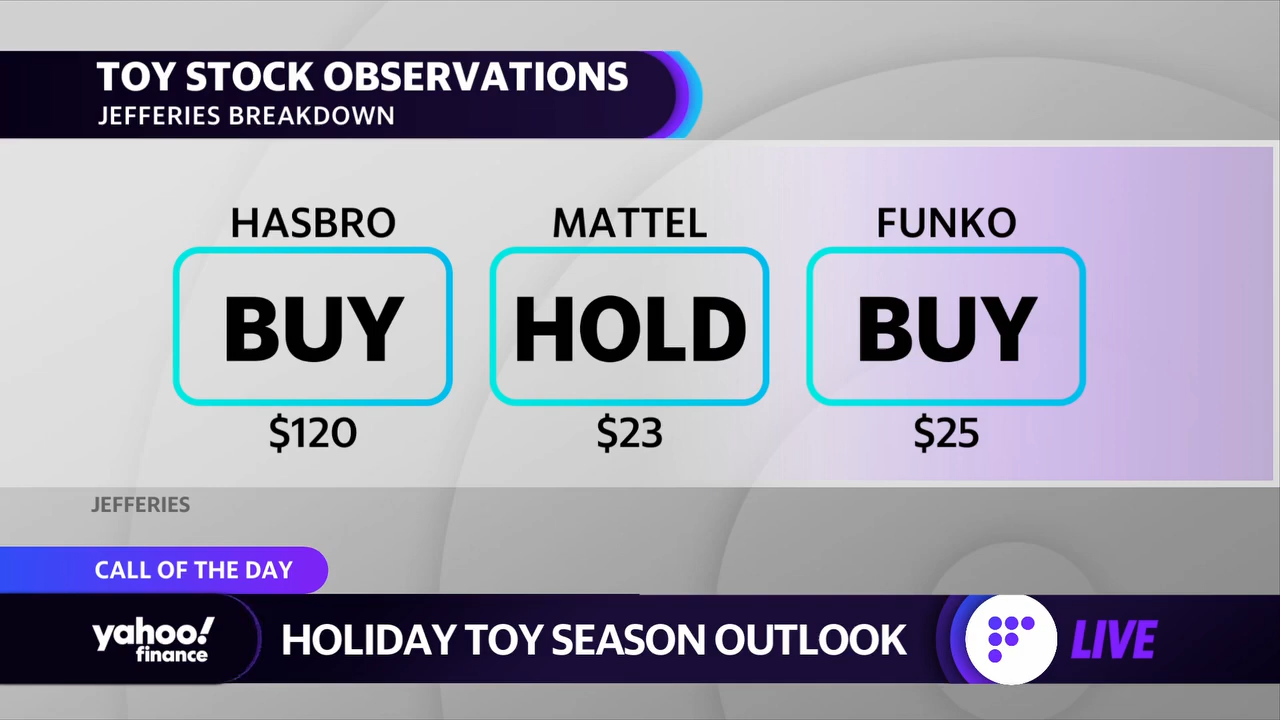 TOY STOCK OBSERVATIONS
JEFFERIES BREAKDOWN
HASBRO
MATTEL
FUNKO
BUY
HOLD
BUY
$120
$23
$25
JEFFERIES
CALL OF THE DAY
yahoo!
finance
HOLIDAY TOY SEASON OUTLOOK
LIVE